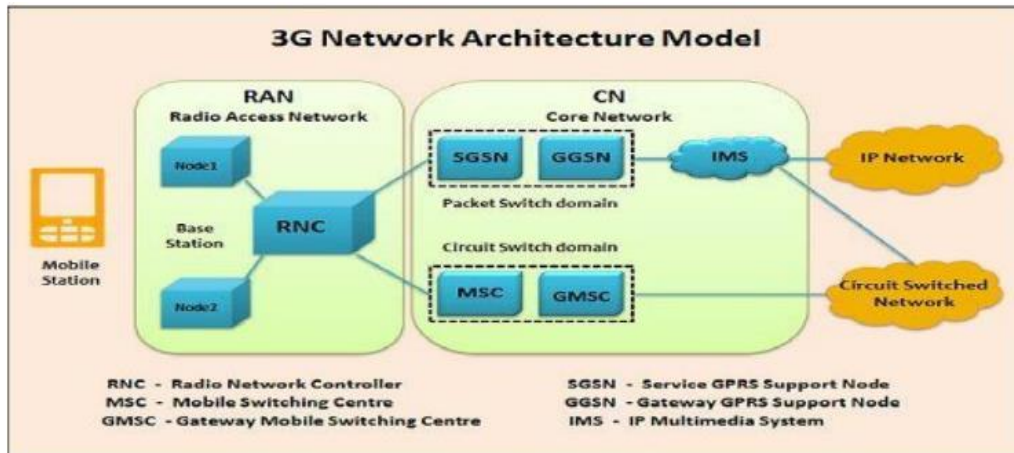 3G Network Architecture Model
RAN
Radio Access Network
CN
Core Network
Node1
SGSN
GGSN
IMS
IP Network
Packet Switch domain
Base
Station
RNC
Circuit Switch domain
Mobile
Station
Node2
MSC
GMSC
Circuit Switched
Network
RNC - Radio Network Controller
MSC - Mobile Switching Centre
GMSC - Gateway Mobile Switching Centre
SGSN - Service GPRS Support Node
GGSN - Gateway GPRS Support Node
IMS - IP Multimedia System